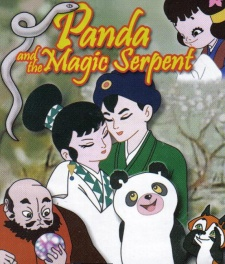 Panda
and the Magic Serpent